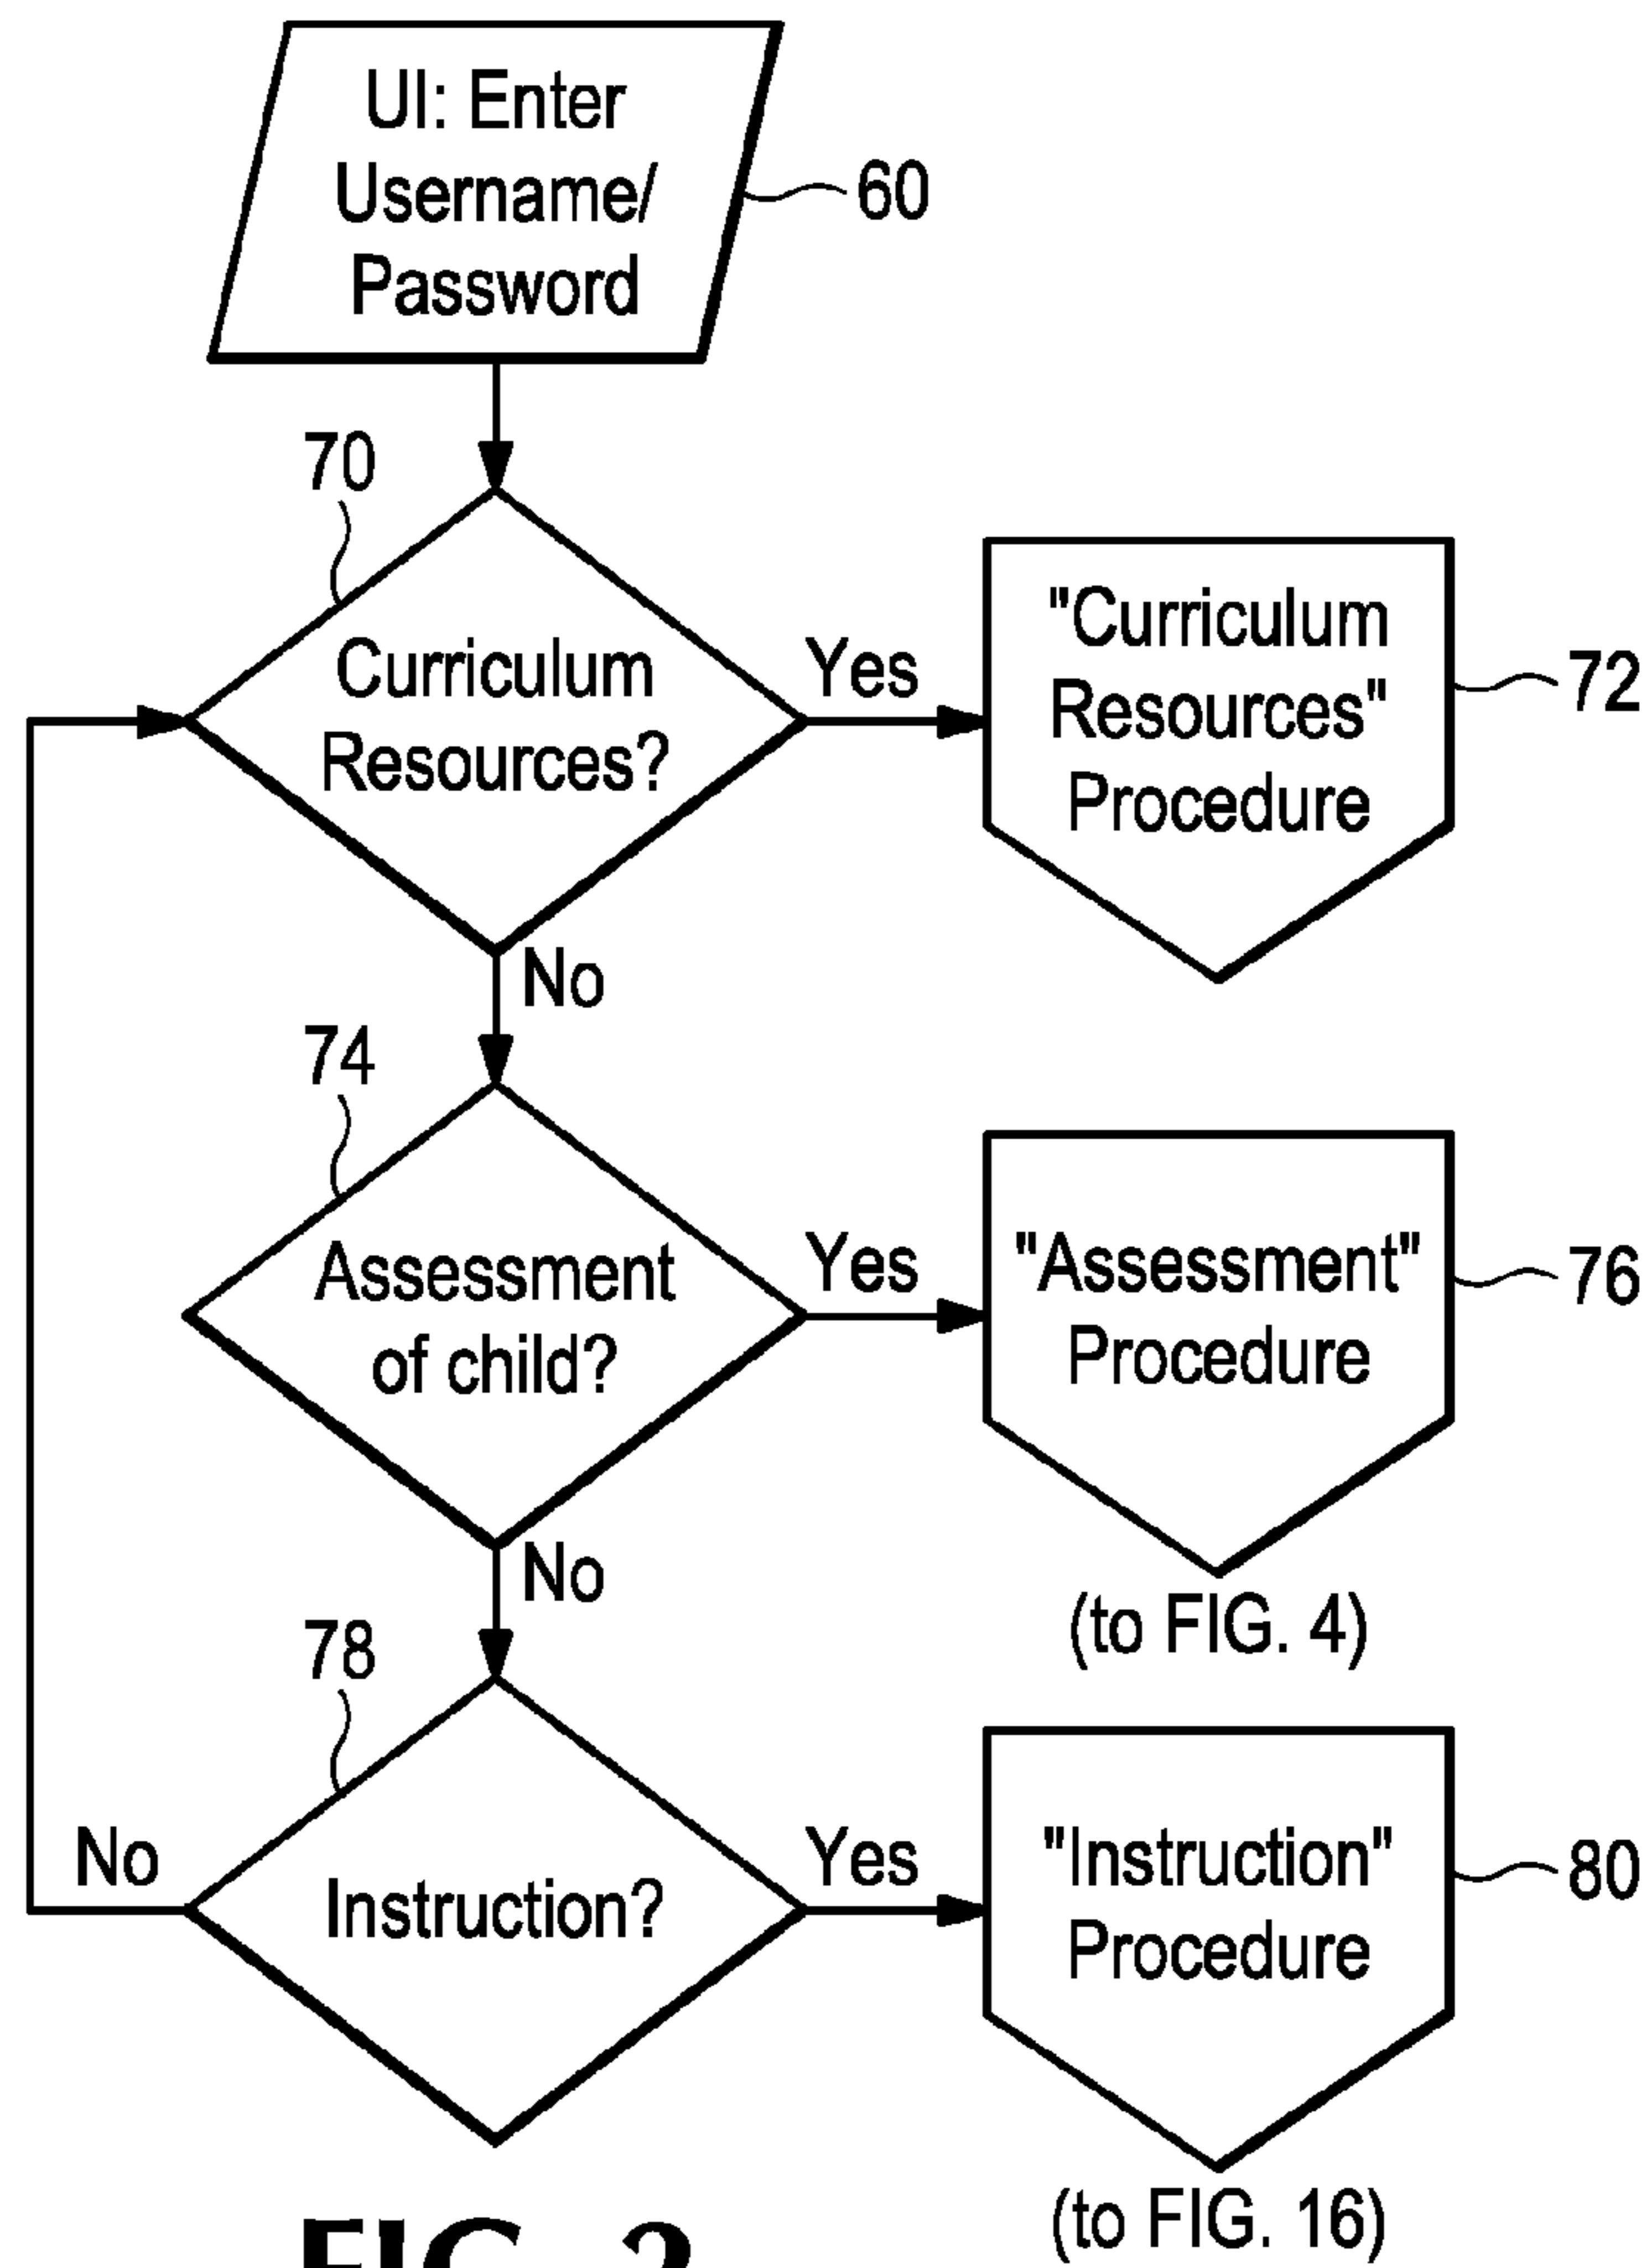 UI: Enter
Username/
Password
60
70
Curriculum
Resources?
Yes
"Curriculum
Resources"
Procedure
72
No
74
Assessment
of child?
Yes
"Assessment"
Procedure
76
(to FIG. 4)
No
78
Instruction?
No
Yes
"Instruction"
Procedure
80
(to FIG. 16)
FIG.